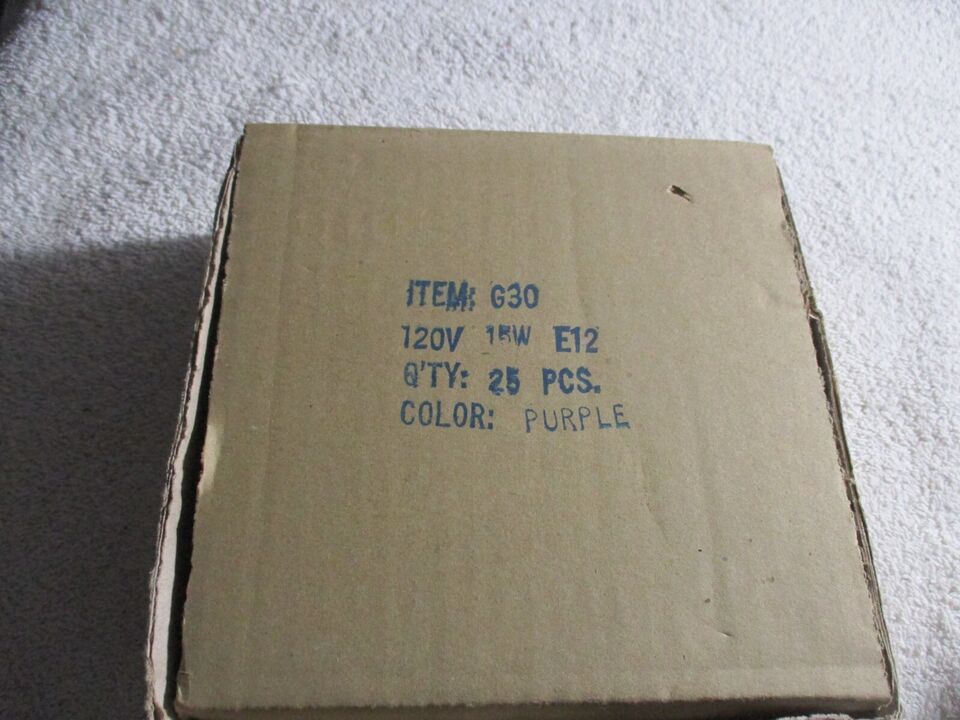 ITEM: G30
120V 15W E12
Q'TY: 25 PCS.
COLOR: PURPLE